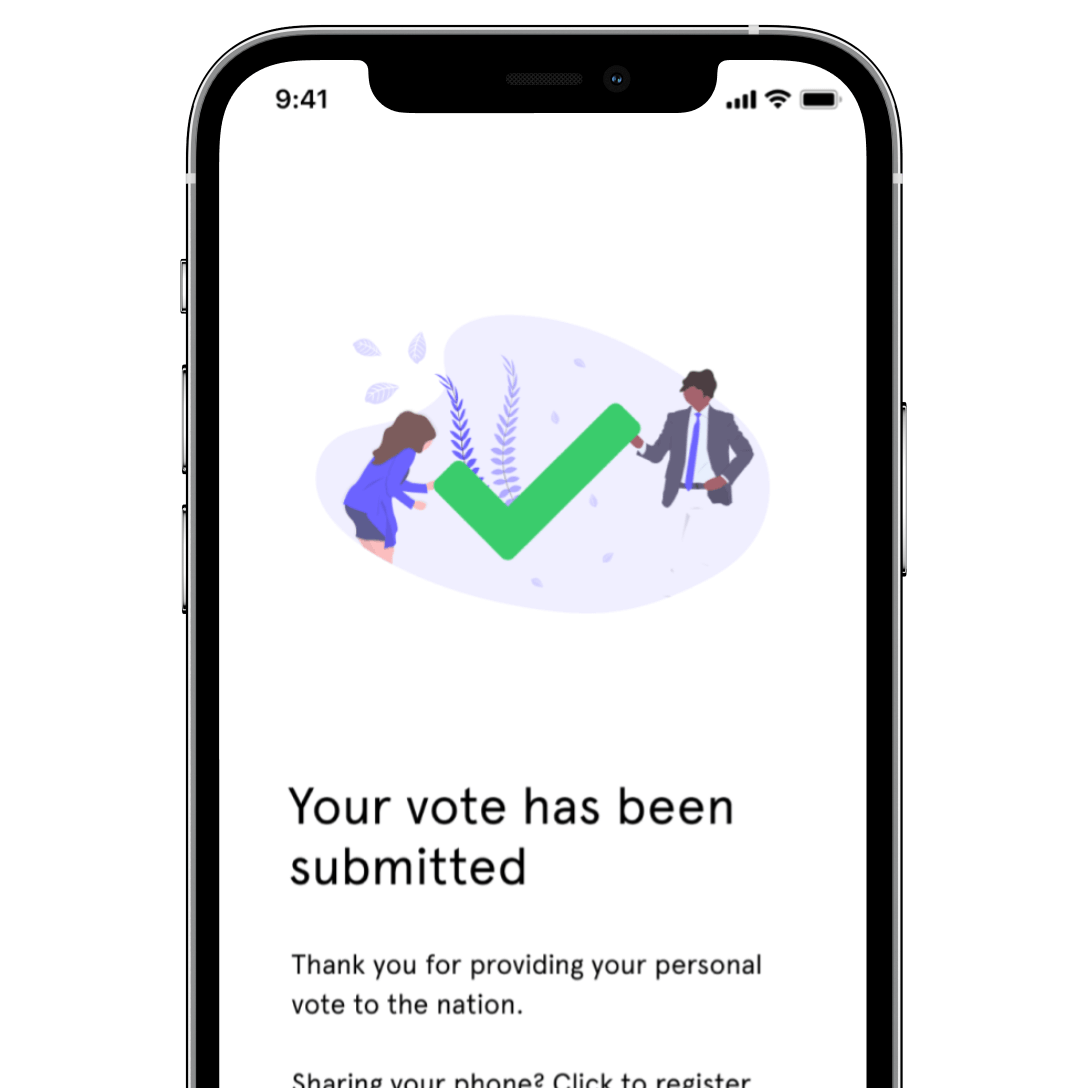 9:41
Your vote has been
submitted
Thank you for providing your personal
vote to the nation.
Sharing your phone? Click to register